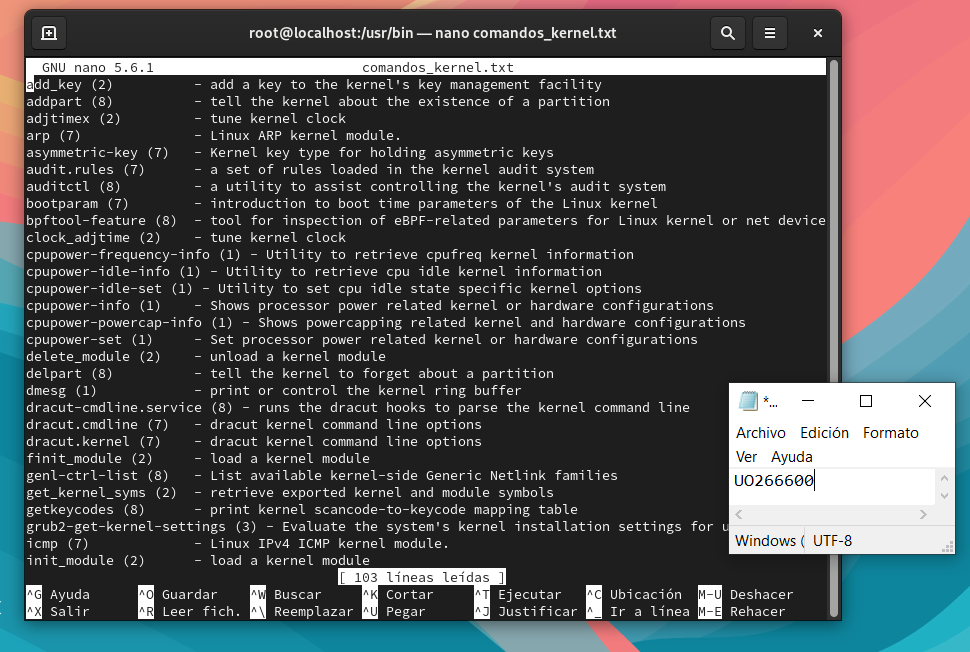 root@localhost:/usr/bin — nano comandos_kernel.txt
GNU nano 5.6.1 comandos_kernel.txt
add_key (2) - add a key to the kernel's key management facility
addpart (8) - tell the kernel about the existence of a partition
adjtimex (2) - tune kernel clock
arp (7) - Linux ARP kernel module.
asymmetric-key (7) - Kernel key type for holding asymmetric keys
audit.rules (7) - a set of rules loaded in the kernel audit system
auditctl (8) - a utility to assist controlling the kernel's audit system
bootparam (7) - introduction to boot time parameters of the Linux kernel
bpftool-feature (8) - tool for inspection of eBPF-related parameters for Linux kernel or net device
clock_adjtime (2) - tune kernel clock
cpupower-frequency-info (1) - Utility to retrieve cpufreq kernel information
cpupower-idle-info (1) - Utility to retrieve cpu idle kernel information
cpupower-idle-set (1) - Utility to set cpu idle state specific kernel options
cpupower-info (1) - Shows processor power related kernel or hardware configurations
cpupower-powercap-info (1) - Shows powercapping related kernel and hardware configurations
cpupower-set (1) - Set processor power related kernel or hardware configurations
delete_module (2) - unload a kernel module
delpart (8) - tell the kernel to forget about a partition
dmesg (1) - print or control the kernel ring buffer
dracut-cmdline.service (8) - runs the dracut hooks to parse the kernel command line
dracut.cmdline (7) - dracut kernel command line options
dracut.kernel (7) - dracut kernel command line options
finit_module (2) - load a kernel module
genl-ctrl-list (8) - List available kernel-side Generic Netlink families
get_kernel_syms (2) - retrieve exported kernel and module symbols
getkeycodes (8) - print kernel scancode-to-keycode mapping table
grub2-get-kernel-settings (3) - Evaluate the system's kernel installation settings for u
icmp (7) - Linux IPv4 ICMP kernel module.
init_module (2) - load a kernel module
[ 103 líneas leídas ]
^G Ayuda ^O Guardar ^W Buscar ^K Cortar ^T Ejecutar ^C Ubicación M-U Deshacer
^X Salir ^R Leer fich. ^\ Reemplazar ^U Pegar ^J Justificar ^_ Ir a línea M-E Rehacer
*...
Archivo Edición Formato
Ver Ayuda
UO266600
Windows ( UTF-8